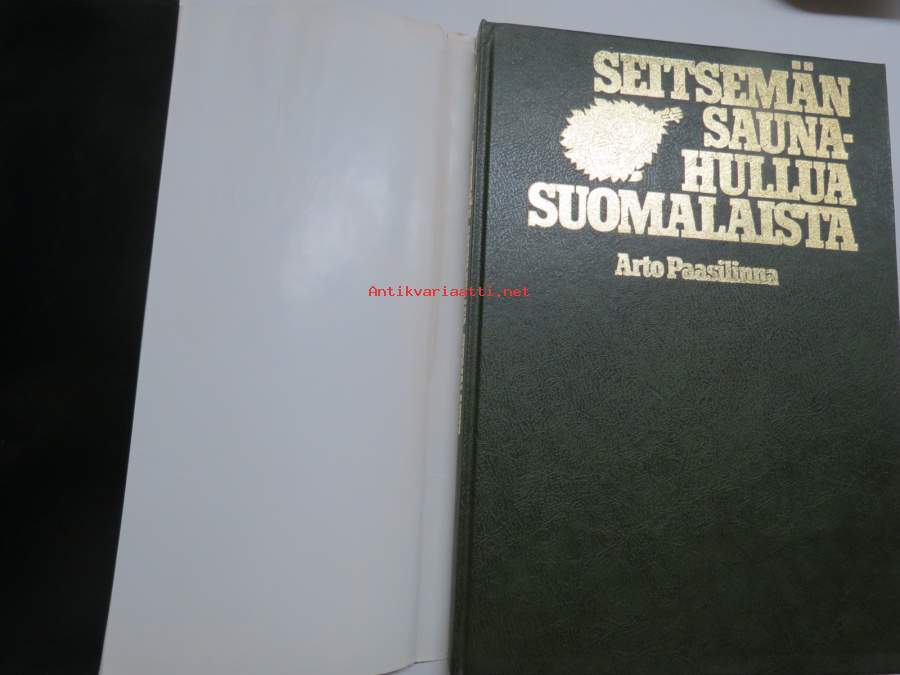 SEITSEMÄN
SAUNA-
HULLUA
SUOMALAISTA
Arto Paasilinna
Antikvariaatti.net